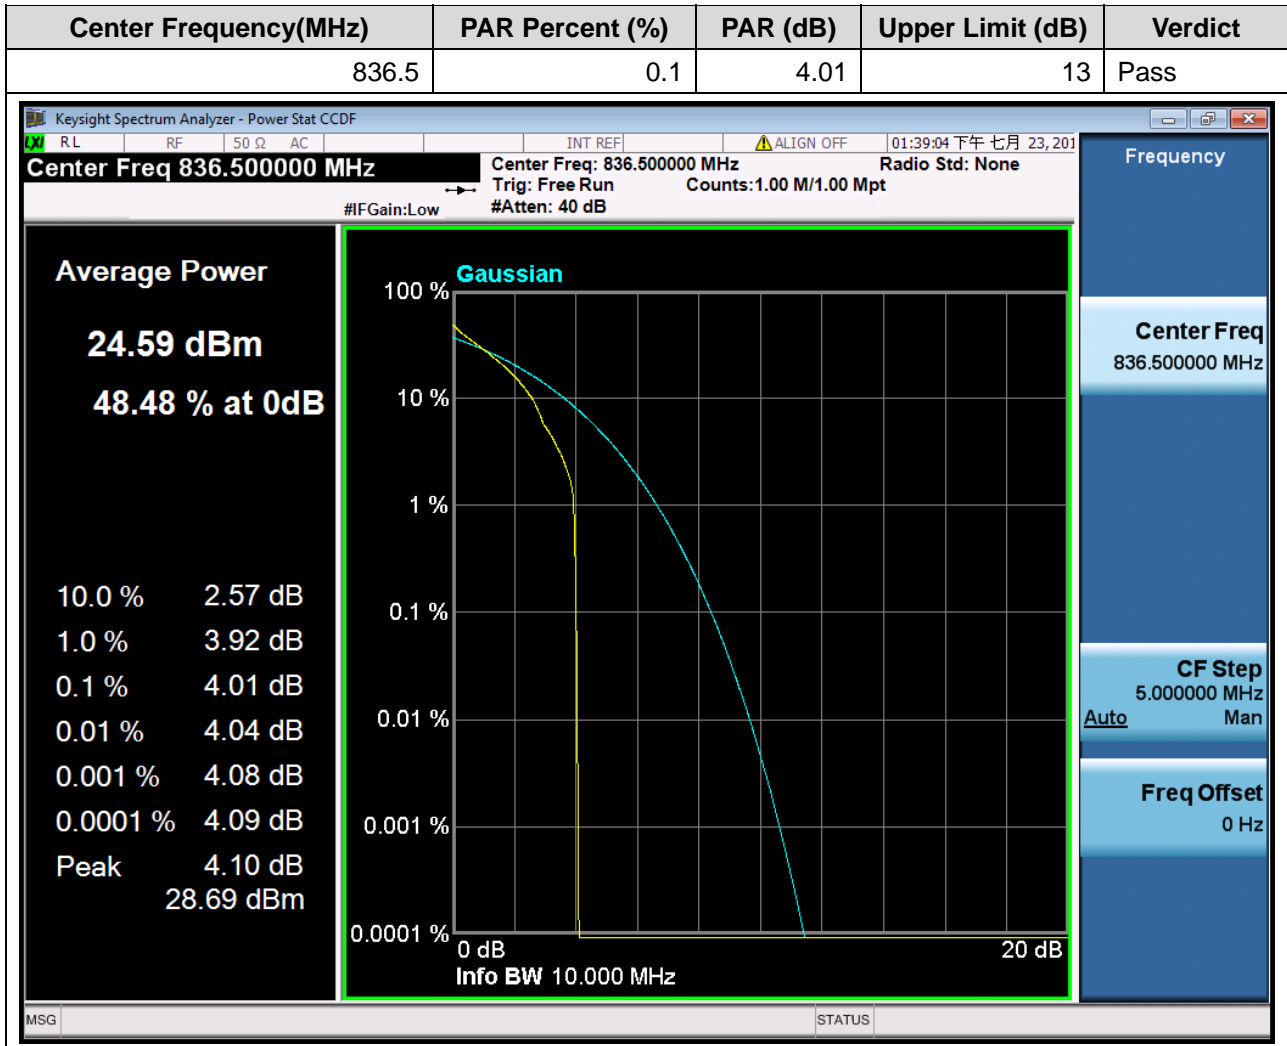 Center Frequency(MHz) PAR Percent (%) PAR (dB) Upper Limit (dB) Verdict
836.5 0.1 4.01 13 Pass
Keysight Spectrum Analyzer - Power Stat CCDF
LXI RL RF 50 Ω AC INT REF ALIGN OFF 01:39:04 下午 七月 23, 201
Center Freq 836.500000 MHz
#IFGain:Low
Center Freq: 836.500000 MHz Radio Std: None
Trig: Free Run Counts:1.00 M/1.00 Mpt
#Atten: 40 dB
Average Power
24.59 dBm
48.48 % at 0dB
10.0 % 2.57 dB
1.0 % 3.92 dB
0.1 % 4.01 dB
0.01 % 4.04 dB
0.001 % 4.08 dB
0.0001 % 4.09 dB
Peak 4.10 dB
28.69 dBm
Gaussian
100 %
10 %
1 %
0.1 %
0.01 %
0.001 %
0.0001 %
0 dB 20 dB
Info BW 10.000 MHz
Frequency
Center Freq
836.500000 MHz
CF Step
5.000000 MHz
Auto Man
Freq Offset
0 Hz
MSG STATUS